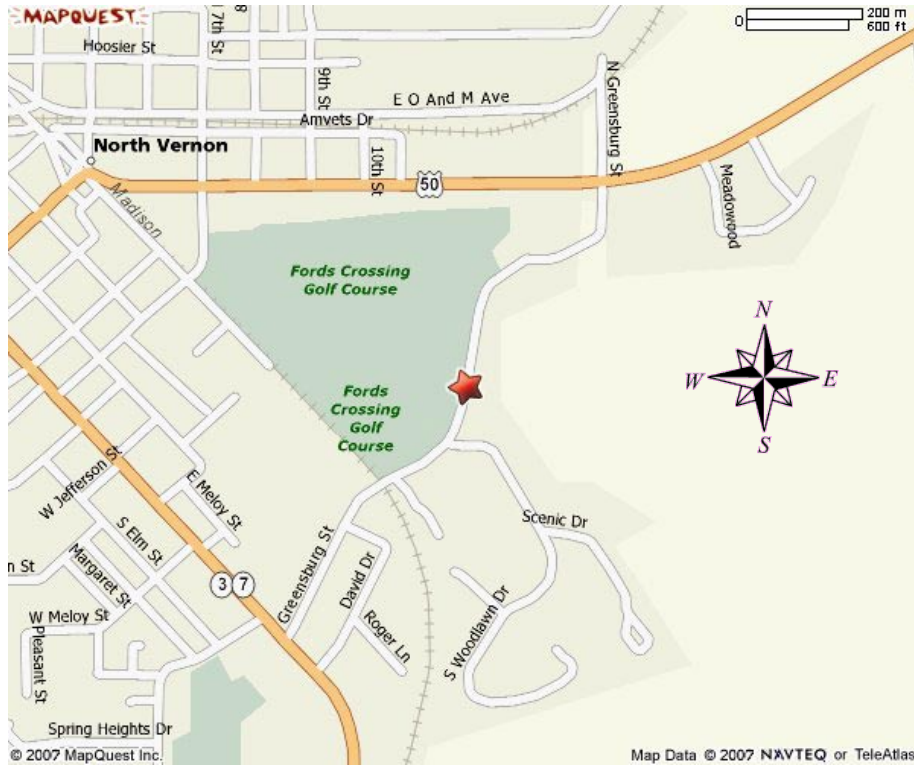 MAPQUEST
200 m
0
600 ft
Hoosier St
7th St
8
9th St
E O And M Ave
Amvets Dr
N Greensburg St
North Vernon
10th St
50
Madison
Meadowood
Fords Crossing
Golf Course
Fords
Crossing
Golf
Course
N
W
E
S
W Jefferson St
E Meloy St
S Elm St
Scenic Dr
Margaret St
n St
3
7
Greensburg St
David Dr
W Meloy St
Roger Ln
S Woodlawn Dr
Pleasant St
Spring Heights Dr
© 2007 MapQuest Inc.
Map Data © 2007 NAVTEQ or TeleAtlas